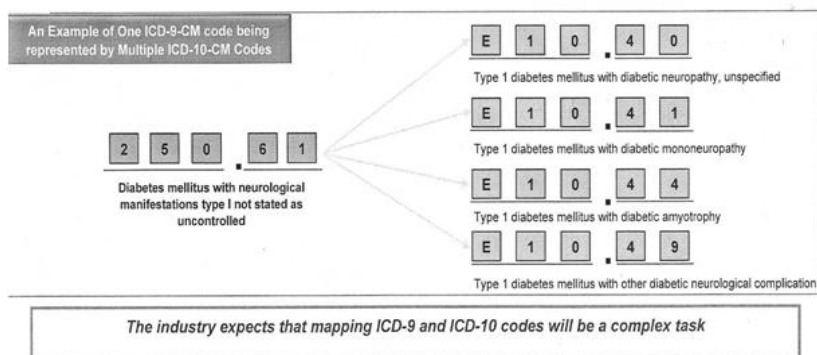 An Example of One ICD-9-CM code being
represented by Multiple ICD-10-CM Codes
2 5 0 . 6 1
Diabetes mellitus with neurological
manifestations type I not stated as
uncontrolled
E 1 0 . 4 0
Type 1 diabetes mellitus with diabetic neuropathy, unspecified
E 1 0 . 4 1
Type 1 diabetes mellitus with diabetic mononeuropathy
E 1 0 . 4 4
Type 1 diabetes mellitus with diabetic amyotrophy
E 1 0 . 4 9
Type 1 diabetes mellitus with other diabetic neurological complication
The industry expects that mapping ICD-9 and ICD-10 codes will be a complex task